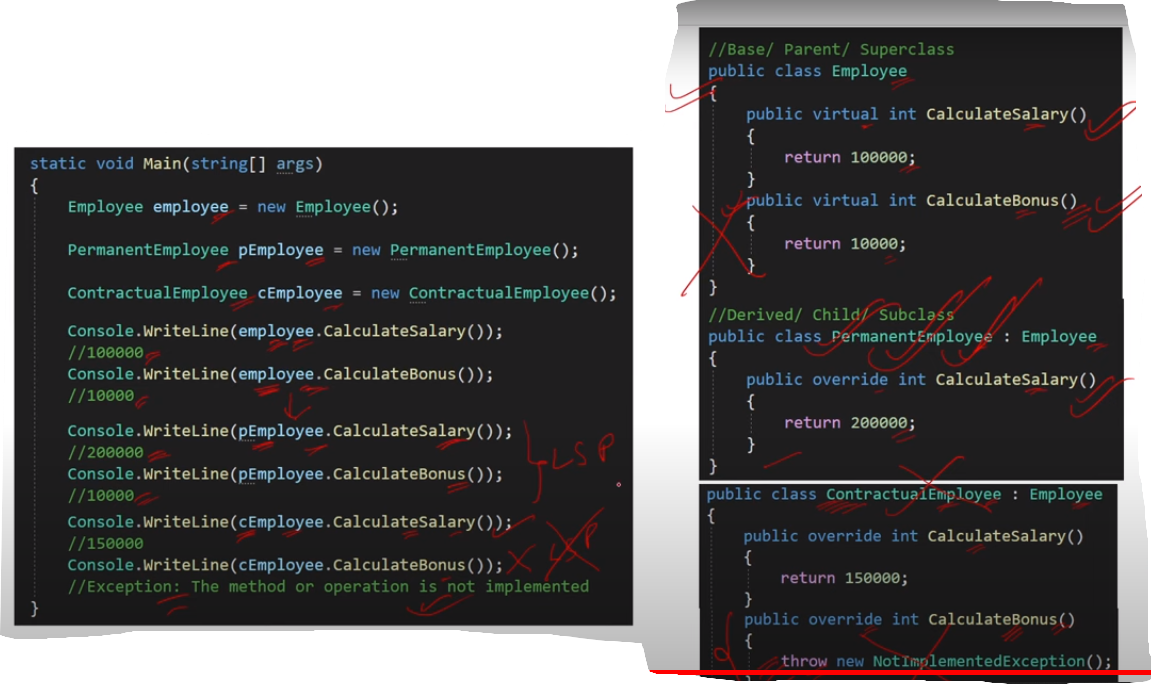 static void Main(string[] args)
{
Employee employee = new Employee();
PermanentEmployee pEmployee = new PermanentEmployee();
ContractualEmployee cEmployee = new ContractualEmployee();
Console.WriteLine(employee.CalculateSalary());
//100000
Console.WriteLine(employee.CalculateBonus());
//10000
Console.WriteLine(pEmployee.CalculateSalary());
//200000
Console.WriteLine(pEmployee.CalculateBonus());
//10000
LSP
Console.WriteLine(cEmployee.CalculateSalary());
//150000
Console.WriteLine(cEmployee.CalculateBonus());
LSP
//Exception: The method or operation is not implemented
}
//Base/ Parent/ Superclass
public class Employee
{
public virtual int CalculateSalary()
{
return 100000;
}
public virtual int CalculateBonus()
{
return 10000;
}
}
//Derived/ Child/ Subclass
public class PermanentEmployee : Employee
{
public override int CalculateSalary()
{
return 200000;
}
}
public class ContractualEmployee : Employee
{
public override int CalculateSalary()
{
return 150000;
}
public override int CalculateBonus()
{
throw new NotImplementedException();